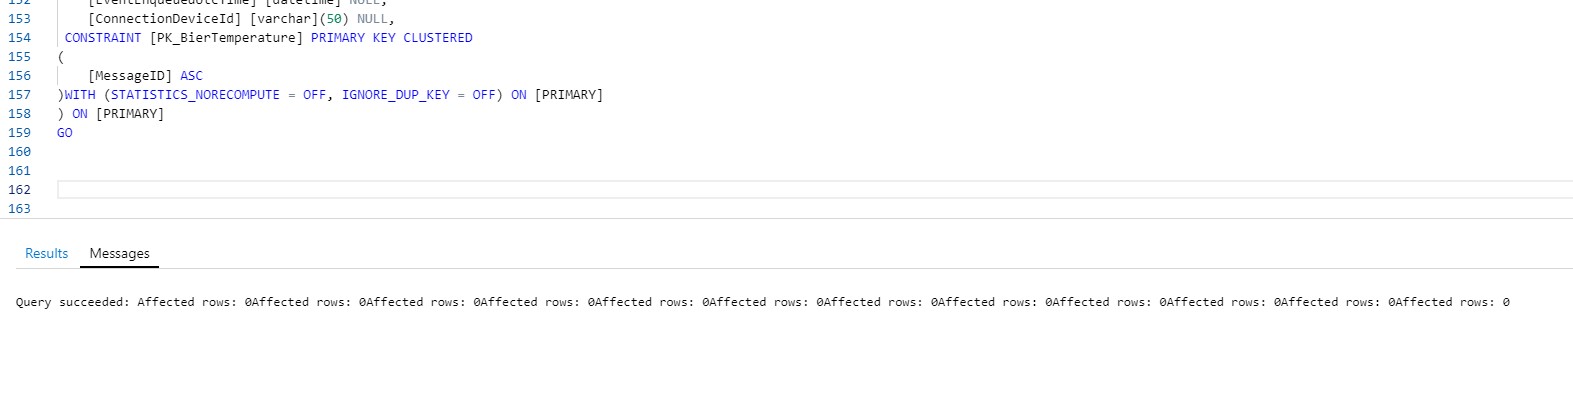 152 [EventEnqueuedUtcTime] [datetime] NULL,
153 [ConnectionDeviceId] [varchar](50) NULL,
154 CONSTRAINT [PK_BierTemperature] PRIMARY KEY CLUSTERED
155 (
156 [MessageID] ASC
157 )WITH (STATISTICS_NORECOMPUTE = OFF, IGNORE_DUP_KEY = OFF) ON [PRIMARY]
158 ) ON [PRIMARY]
159 GO
160
161
162
163
Results Messages
Query succeeded: Affected rows: 0Affected rows: 0Affected rows: 0Affected rows: 0Affected rows: 0Affected rows: 0Affected rows: 0Affected rows: 0Affected rows: 0Affected rows: 0Affected rows: 0Affected rows: 0